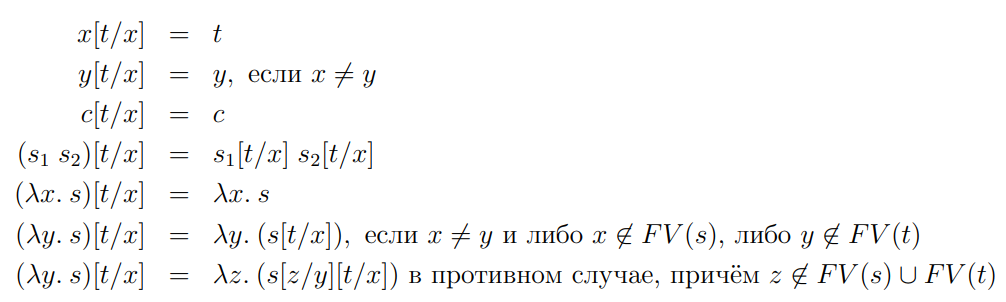 x[t/x] = t
y[t/x] = y, если x ≠ y
c[t/x] = c
(s₁ s₂)[t/x] = s₁[t/x] s₂[t/x]
(λx. s)[t/x] = λx. s
(λy. s)[t/x] = λy. (s[t/x]), если x ≠ y и либо x ∉ FV(s), либо y ∉ FV(t)
(λy. s)[t/x] = λz. (s[z/y][t/x]) в противном случае, причём z ∉ FV(s) ∪ FV(t)